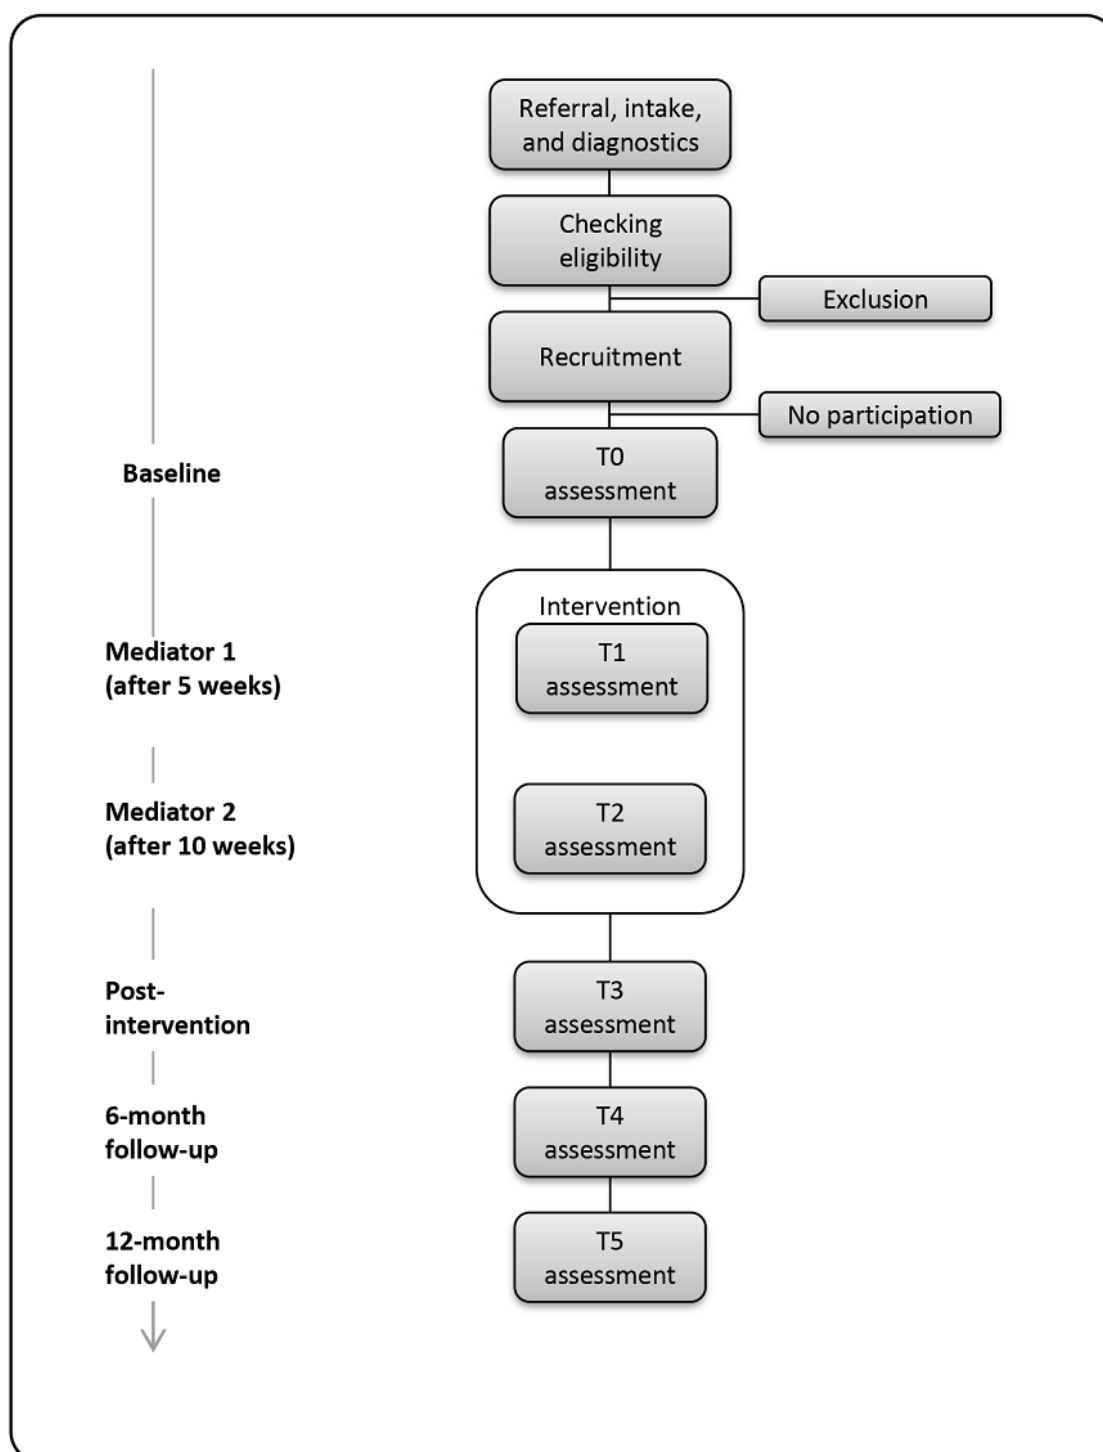 Referral, intake,
and diagnostics
Checking
eligibility
Exclusion
Recruitment
No participation
Baseline
T0
assessment
Intervention
Mediator 1
(after 5 weeks)
T1
assessment
Mediator 2
(after 10 weeks)
T2
assessment
Post-
intervention
T3
assessment
6-month
follow-up
T4
assessment
12-month
follow-up
T5
assessment